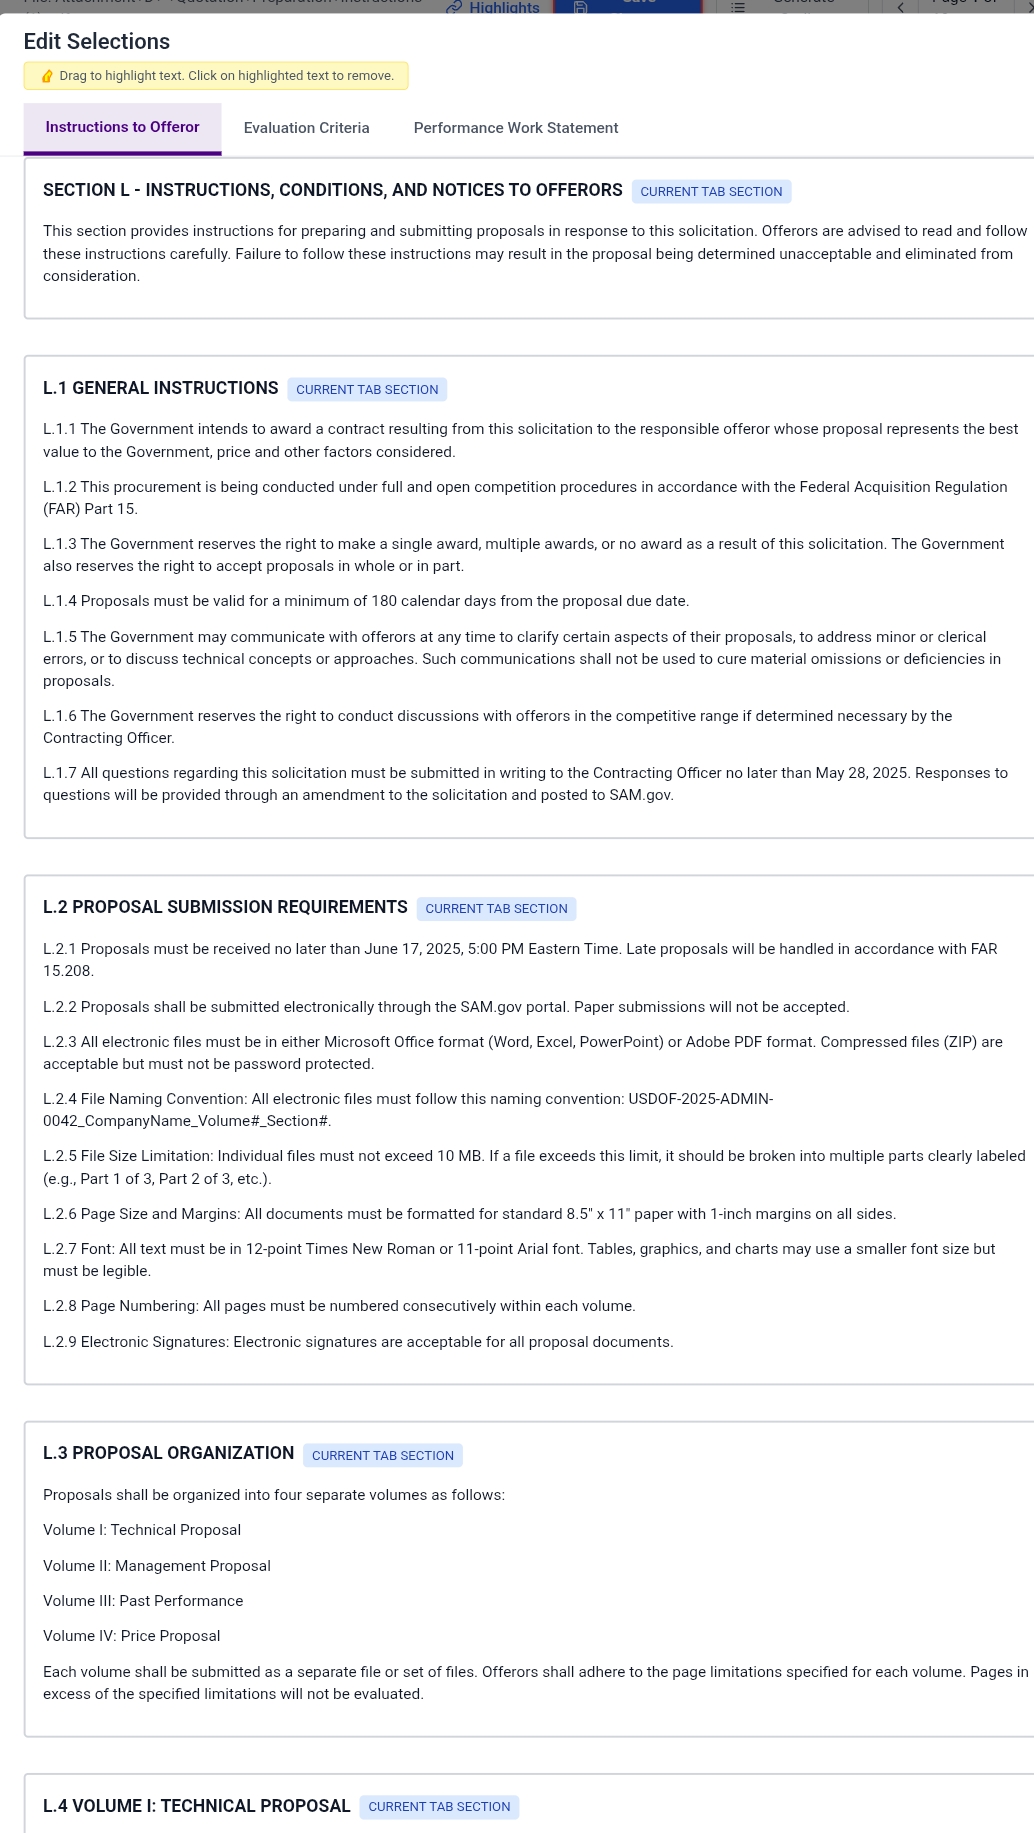 Highlights
Edit Selections
Drag to highlight text. Click on highlighted text to remove.
Instructions to Offeror
Evaluation Criteria
Performance Work Statement
SECTION L - INSTRUCTIONS, CONDITIONS, AND NOTICES TO OFFERORS CURRENT TAB SECTION
This section provides instructions for preparing and submitting proposals in response to this solicitation. Offerors are advised to read and follow
these instructions carefully. Failure to follow these instructions may result in the proposal being determined unacceptable and eliminated from
consideration.
L.1 GENERAL INSTRUCTIONS CURRENT TAB SECTION
L.1.1 The Government intends to award a contract resulting from this solicitation to the responsible offeror whose proposal represents the best
value to the Government, price and other factors considered.
L.1.2 This procurement is being conducted under full and open competition procedures in accordance with the Federal Acquisition Regulation
(FAR) Part 15.
L.1.3 The Government reserves the right to make a single award, multiple awards, or no award as a result of this solicitation. The Government
also reserves the right to accept proposals in whole or in part.
L.1.4 Proposals must be valid for a minimum of 180 calendar days from the proposal due date.
L.1.5 The Government may communicate with offerors at any time to clarify certain aspects of their proposals, to address minor or clerical
errors, or to discuss technical concepts or approaches. Such communications shall not be used to cure material omissions or deficiencies in
proposals.
L.1.6 The Government reserves the right to conduct discussions with offerors in the competitive range if determined necessary by the
Contracting Officer.
L.1.7 All questions regarding this solicitation must be submitted in writing to the Contracting Officer no later than May 28, 2025. Responses to
questions will be provided through an amendment to the solicitation and posted to SAM.gov.
L.2 PROPOSAL SUBMISSION REQUIREMENTS CURRENT TAB SECTION
L.2.1 Proposals must be received no later than June 17, 2025, 5:00 PM Eastern Time. Late proposals will be handled in accordance with FAR
15.208.
L.2.2 Proposals shall be submitted electronically through the SAM.gov portal. Paper submissions will not be accepted.
L.2.3 All electronic files must be in either Microsoft Office format (Word, Excel, PowerPoint) or Adobe PDF format. Compressed files (ZIP) are
acceptable but must not be password protected.
L.2.4 File Naming Convention: All electronic files must follow this naming convention: USDOF-2025-ADMIN-
0042_CompanyName_Volume#_Section#.
L.2.5 File Size Limitation: Individual files must not exceed 10 MB. If a file exceeds this limit, it should be broken into multiple parts clearly labeled
(e.g., Part 1 of 3, Part 2 of 3, etc.).
L.2.6 Page Size and Margins: All documents must be formatted for standard 8.5" x 11" paper with 1-inch margins on all sides.
L.2.7 Font: All text must be in 12-point Times New Roman or 11-point Arial font. Tables, graphics, and charts may use a smaller font size but
must be legible.
L.2.8 Page Numbering: All pages must be numbered consecutively within each volume.
L.2.9 Electronic Signatures: Electronic signatures are acceptable for all proposal documents.
L.3 PROPOSAL ORGANIZATION CURRENT TAB SECTION
Proposals shall be organized into four separate volumes as follows:
Volume I: Technical Proposal
Volume II: Management Proposal
Volume III: Past Performance
Volume IV: Price Proposal
Each volume shall be submitted as a separate file or set of files. Offerors shall adhere to the page limitations specified for each volume. Pages in
excess of the specified limitations will not be evaluated.
L.4 VOLUME I: TECHNICAL PROPOSAL CURRENT TAB SECTION